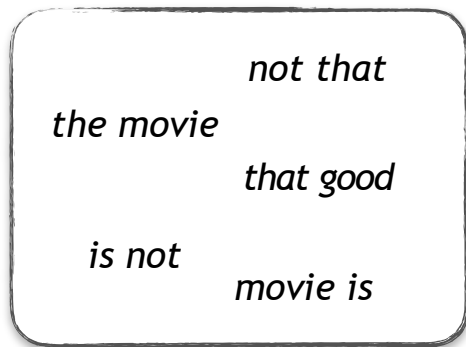 not that
the movie
that good
is not
movie is